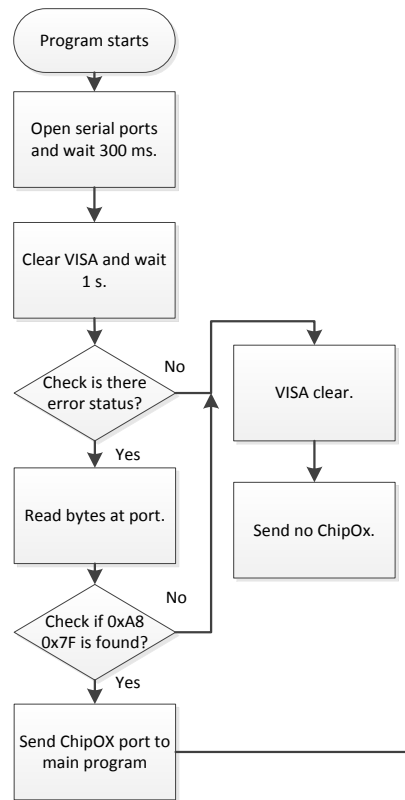 Program starts
Open serial ports
and wait 300 ms.
Clear VISA and wait
1 s.
Check is there
error status?
No
Yes
VISA clear.
Read bytes at port.
Send no ChipOx.
Check if 0xA8
0x7F is found?
No
Yes
Send ChipOX port to
main program